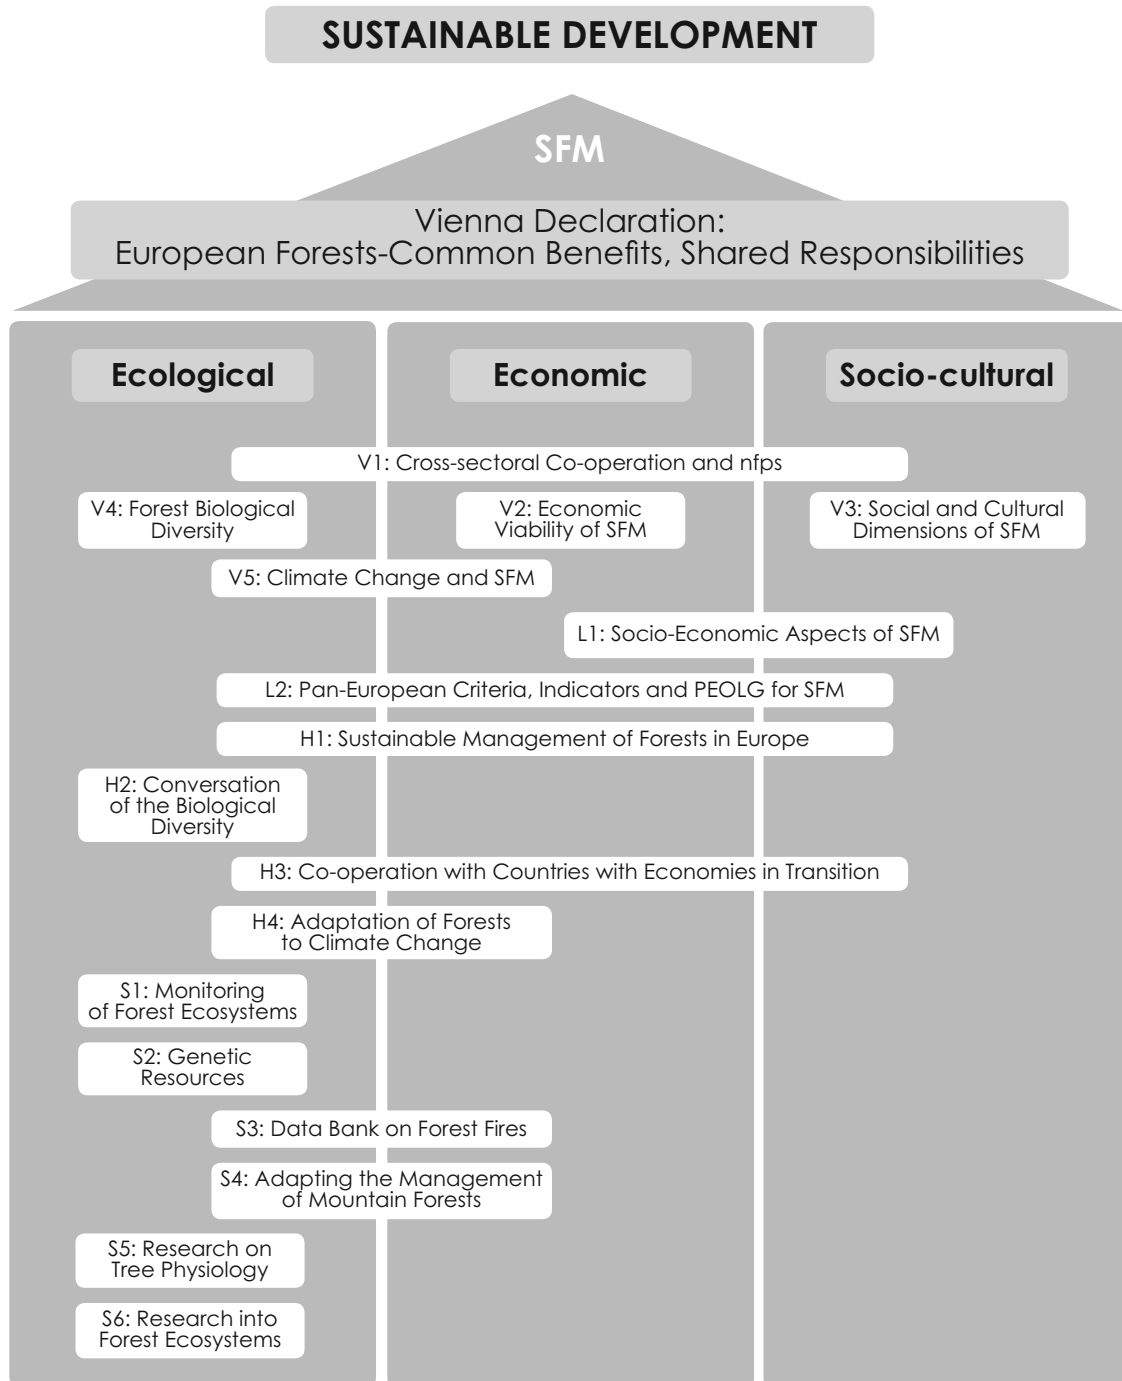 SUSTAINABLE DEVELOPMENT
SFM
Vienna Declaration:
European Forests-Common Benefits, Shared Responsibilities
Ecological
Economic
Socio-cultural
V1: Cross-sectoral Co-operation and nfps
V4: Forest Biological
Diversity
V2: Economic
Viability of SFM
V3: Social and Cultural
Dimensions of SFM
V5: Climate Change and SFM
L1: Socio-Economic Aspects of SFM
L2: Pan-European Criteria, Indicators and PEOLG for SFM
H1: Sustainable Management of Forests in Europe
H2: Conversation
of the Biological
Diversity
H3: Co-operation with Countries with Economies in Transition
H4: Adaptation of Forests
to Climate Change
S1: Monitoring
of Forest Ecosystems
S2: Genetic
Resources
S3: Data Bank on Forest Fires
S4: Adapting the Management
of Mountain Forests
S5: Research on
Tree Physiology
S6: Research into
Forest Ecosystems